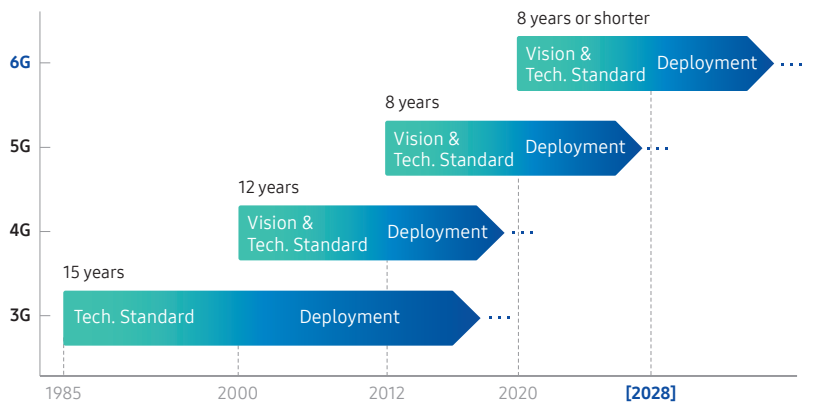 8 years or shorter
6G
Vision &
Tech. Standard
Deployment
8 years
5G
Vision &
Tech. Standard
Deployment
12 years
4G
Vision &
Tech. Standard
Deployment
15 years
3G
Tech. Standard
Deployment
1985
2000
2012
2020
[2028]